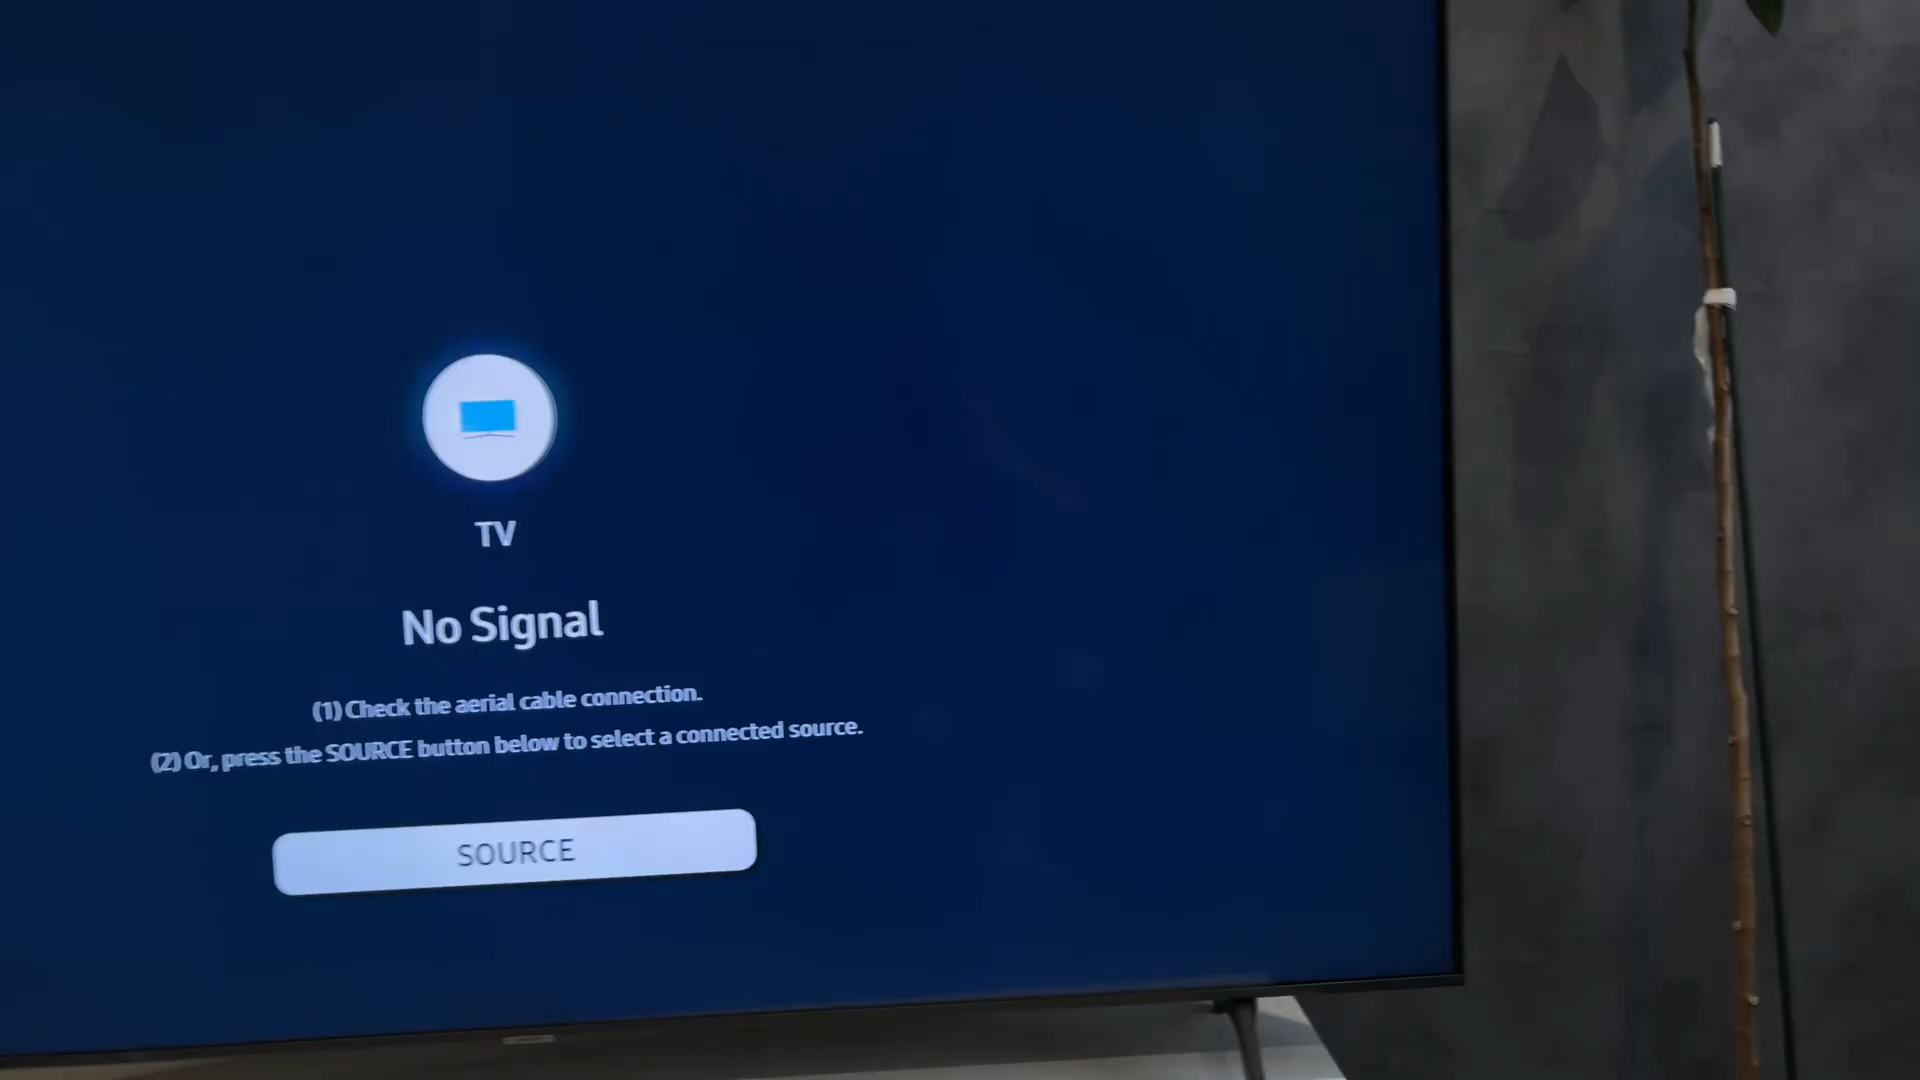 TV
No Signal
(1) Check the aerial cable connection.
(2) Or, press the SOURCE button below to select a connected source.
SOURCE